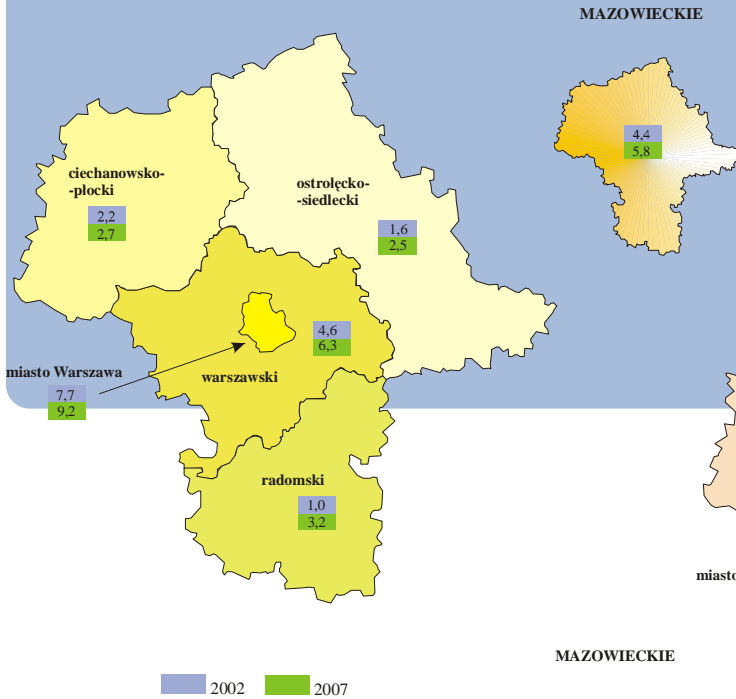 MAZOWIECKIE
4,4
5,8
ciechanowsko-
-płocki
2,2
2,7
ostrołęcko-
-siedlecki
1,6
2,5
4,6
6,3
warszawski
miasto Warszawa
7,7
9,2
radomski
1,0
3,2
miasto
MAZOWIECKIE
2002
2007